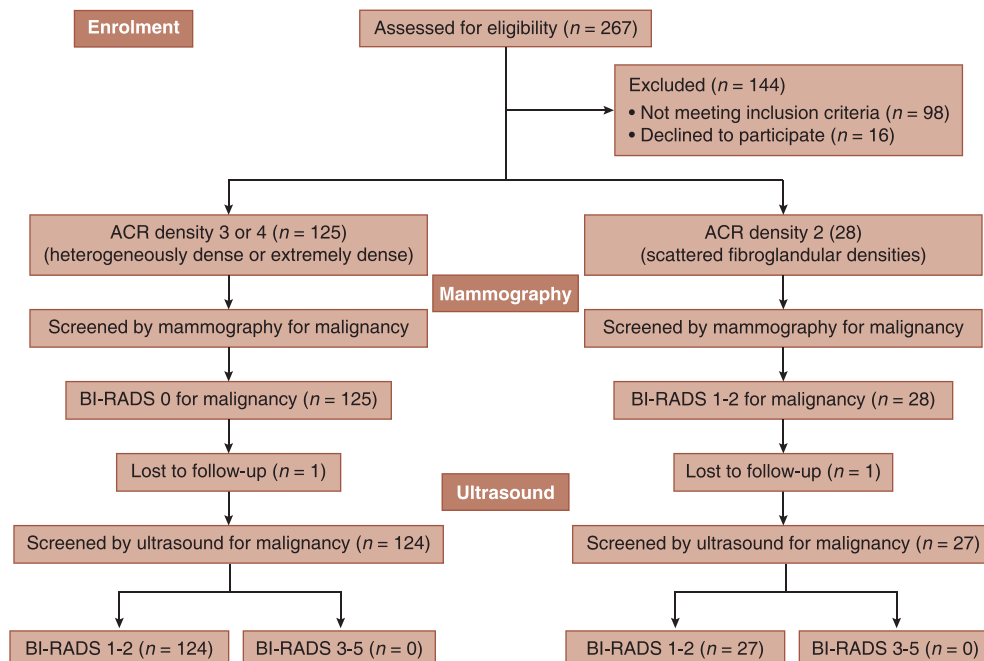 Enrolment
Assessed for eligibility (n = 267)
Excluded (n = 144)
• Not meeting inclusion criteria (n = 98)
• Declined to participate (n = 16)
ACR density 3 or 4 (n = 125)
(heterogeneously dense or extremely dense)
ACR density 2 (28)
(scattered fibroglandular densities)
Mammography
Screened by mammography for malignancy
Screened by mammography for malignancy
BI-RADS 0 for malignancy (n = 125)
BI-RADS 1-2 for malignancy (n = 28)
Lost to follow-up (n = 1)
Lost to follow-up (n = 1)
Ultrasound
Screened by ultrasound for malignancy (n = 124)
Screened by ultrasound for malignancy (n = 27)
BI-RADS 1-2 (n = 124)
BI-RADS 3-5 (n = 0)
BI-RADS 1-2 (n = 27)
BI-RADS 3-5 (n = 0)